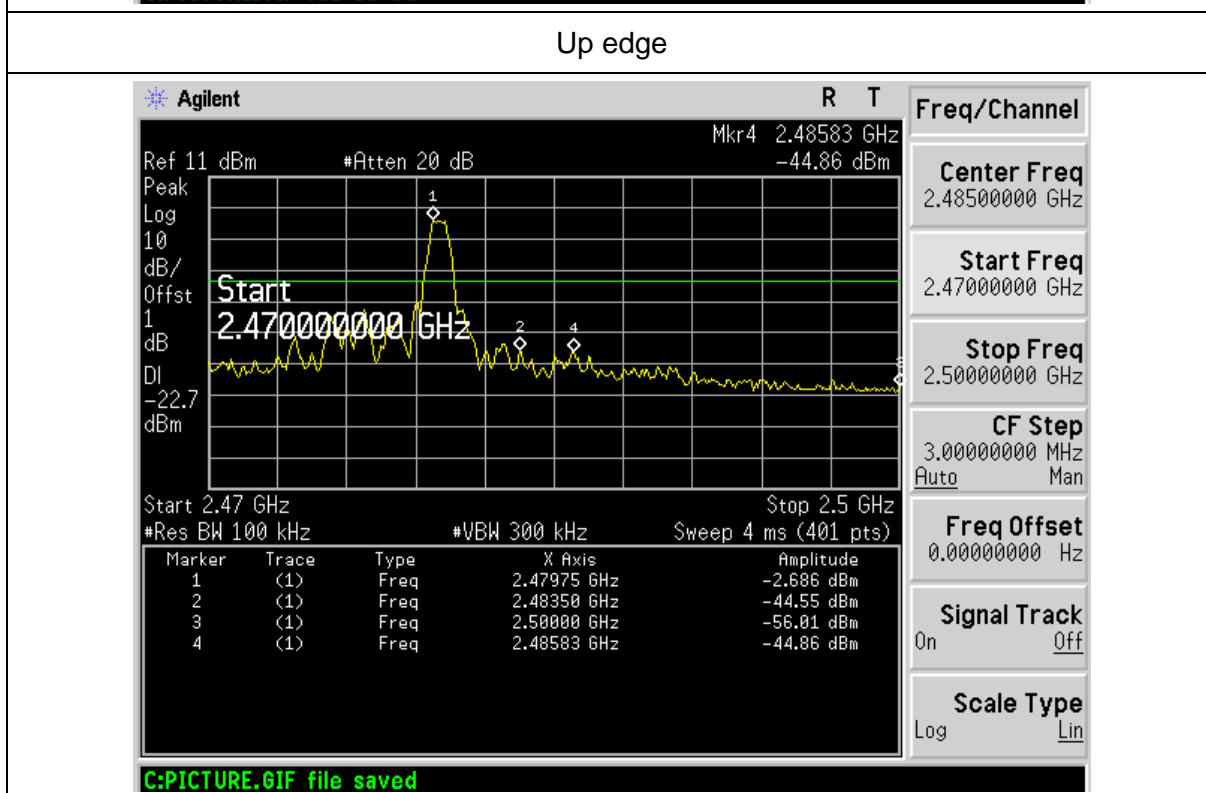 Up edge
Agilent R T
Mkr4 2.48583 GHz
Ref 11 dBm #Atten 20 dB -44.86 dBm
Peak
Log
10
dB/
Offst
1
dB
DI
-22.7
dBm
1
Start
2.470000000 GHz
2 4
Start 2.47 GHz Stop 2.5 GHz
#Res BW 100 kHz #VBW 300 kHz Sweep 4 ms (401 pts)
Marker Trace Type X Axis Amplitude
1 (1) Freq 2.47975 GHz -2.686 dBm
2 (1) Freq 2.48350 GHz -44.55 dBm
3 (1) Freq 2.50000 GHz -56.01 dBm
4 (1) Freq 2.48583 GHz -44.86 dBm
Freq/Channel
Center Freq
2.48500000 GHz
Start Freq
2.47000000 GHz
Stop Freq
2.50000000 GHz
CF Step
3.00000000 MHz
Auto Man
Freq Offset
0.00000000 Hz
Signal Track
On Off
Scale Type
Log Lin
C:PICTURE.GIF file saved